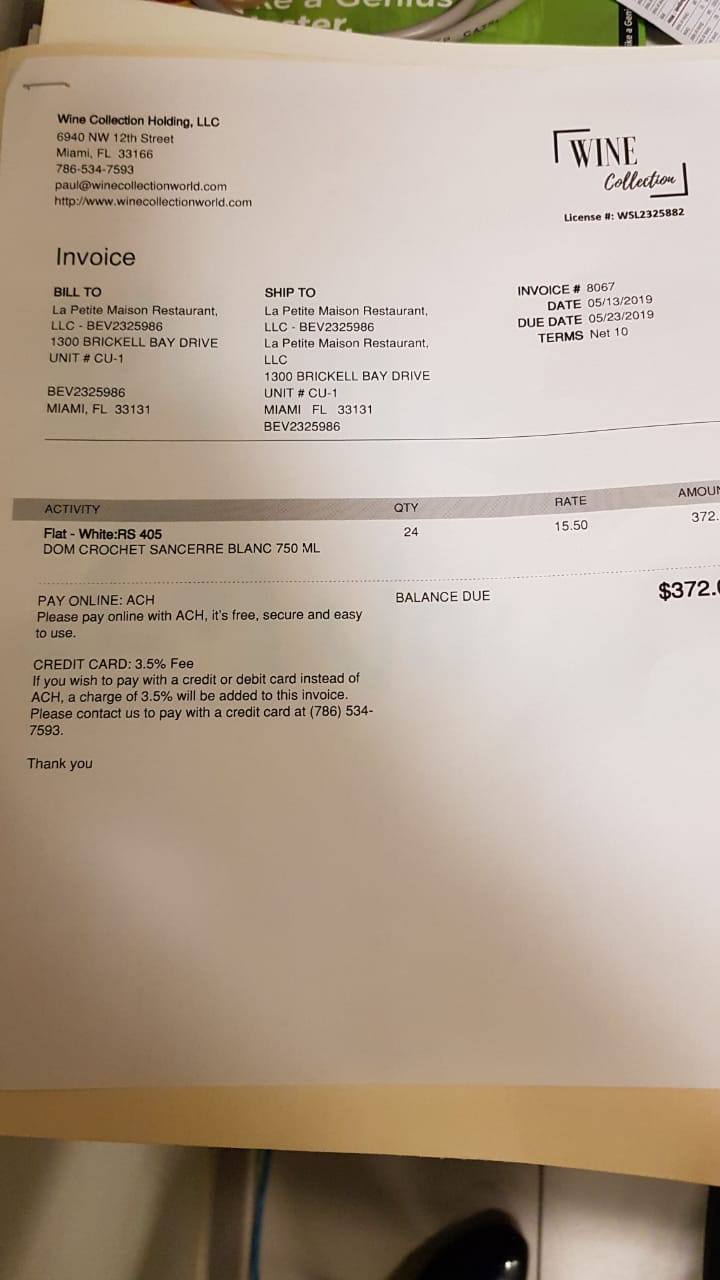 ke a Genius
ster.
Wine Collection Holding, LLC
6940 NW 12th Street
Miami, FL 33166
786-534-7593
paul@winecollectionworld.com
http://www.winecollectionworld.com
WINE
Collection
License #: WSL2325882
Invoice
BILL TO
La Petite Maison Restaurant,
LLC - BEV2325986
1300 BRICKELL BAY DRIVE
UNIT # CU-1
BEV2325986
MIAMI, FL 33131
SHIP TO
La Petite Maison Restaurant,
LLC - BEV2325986
La Petite Maison Restaurant,
LLC
1300 BRICKELL BAY DRIVE
UNIT # CU-1
MIAMI FL 33131
BEV2325986
INVOICE # 8067
DATE 05/13/2019
DUE DATE 05/23/2019
TERMS Net 10
ACTIVITY QTY RATE AMOUN
Flat - White:RS 405 24 15.50 372.
DOM CROCHET SANCERRE BLANC 750 ML
PAY ONLINE: ACH
Please pay online with ACH, it's free, secure and easy
to use.
BALANCE DUE $372.0
CREDIT CARD: 3.5% Fee
If you wish to pay with a credit or debit card instead of
ACH, a charge of 3.5% will be added to this invoice.
Please contact us to pay with a credit card at (786) 534-
7593.
Thank you